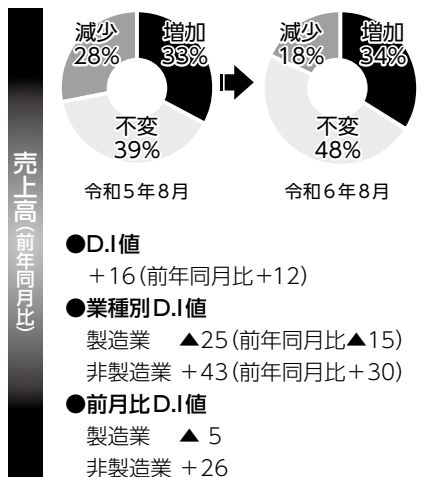 売上高(前年同月比)
減少
28%
増加
33%
不変
39%
令和5年8月
減少
18%
増加
34%
不変
48%
令和6年8月
●D.I値
+16(前年同月比+12)
●業種別D.I値
製造業 ▲25(前年同月比▲15)
非製造業 +43(前年同月比+30)
●前月比D.I値
製造業 ▲ 5
非製造業 +26